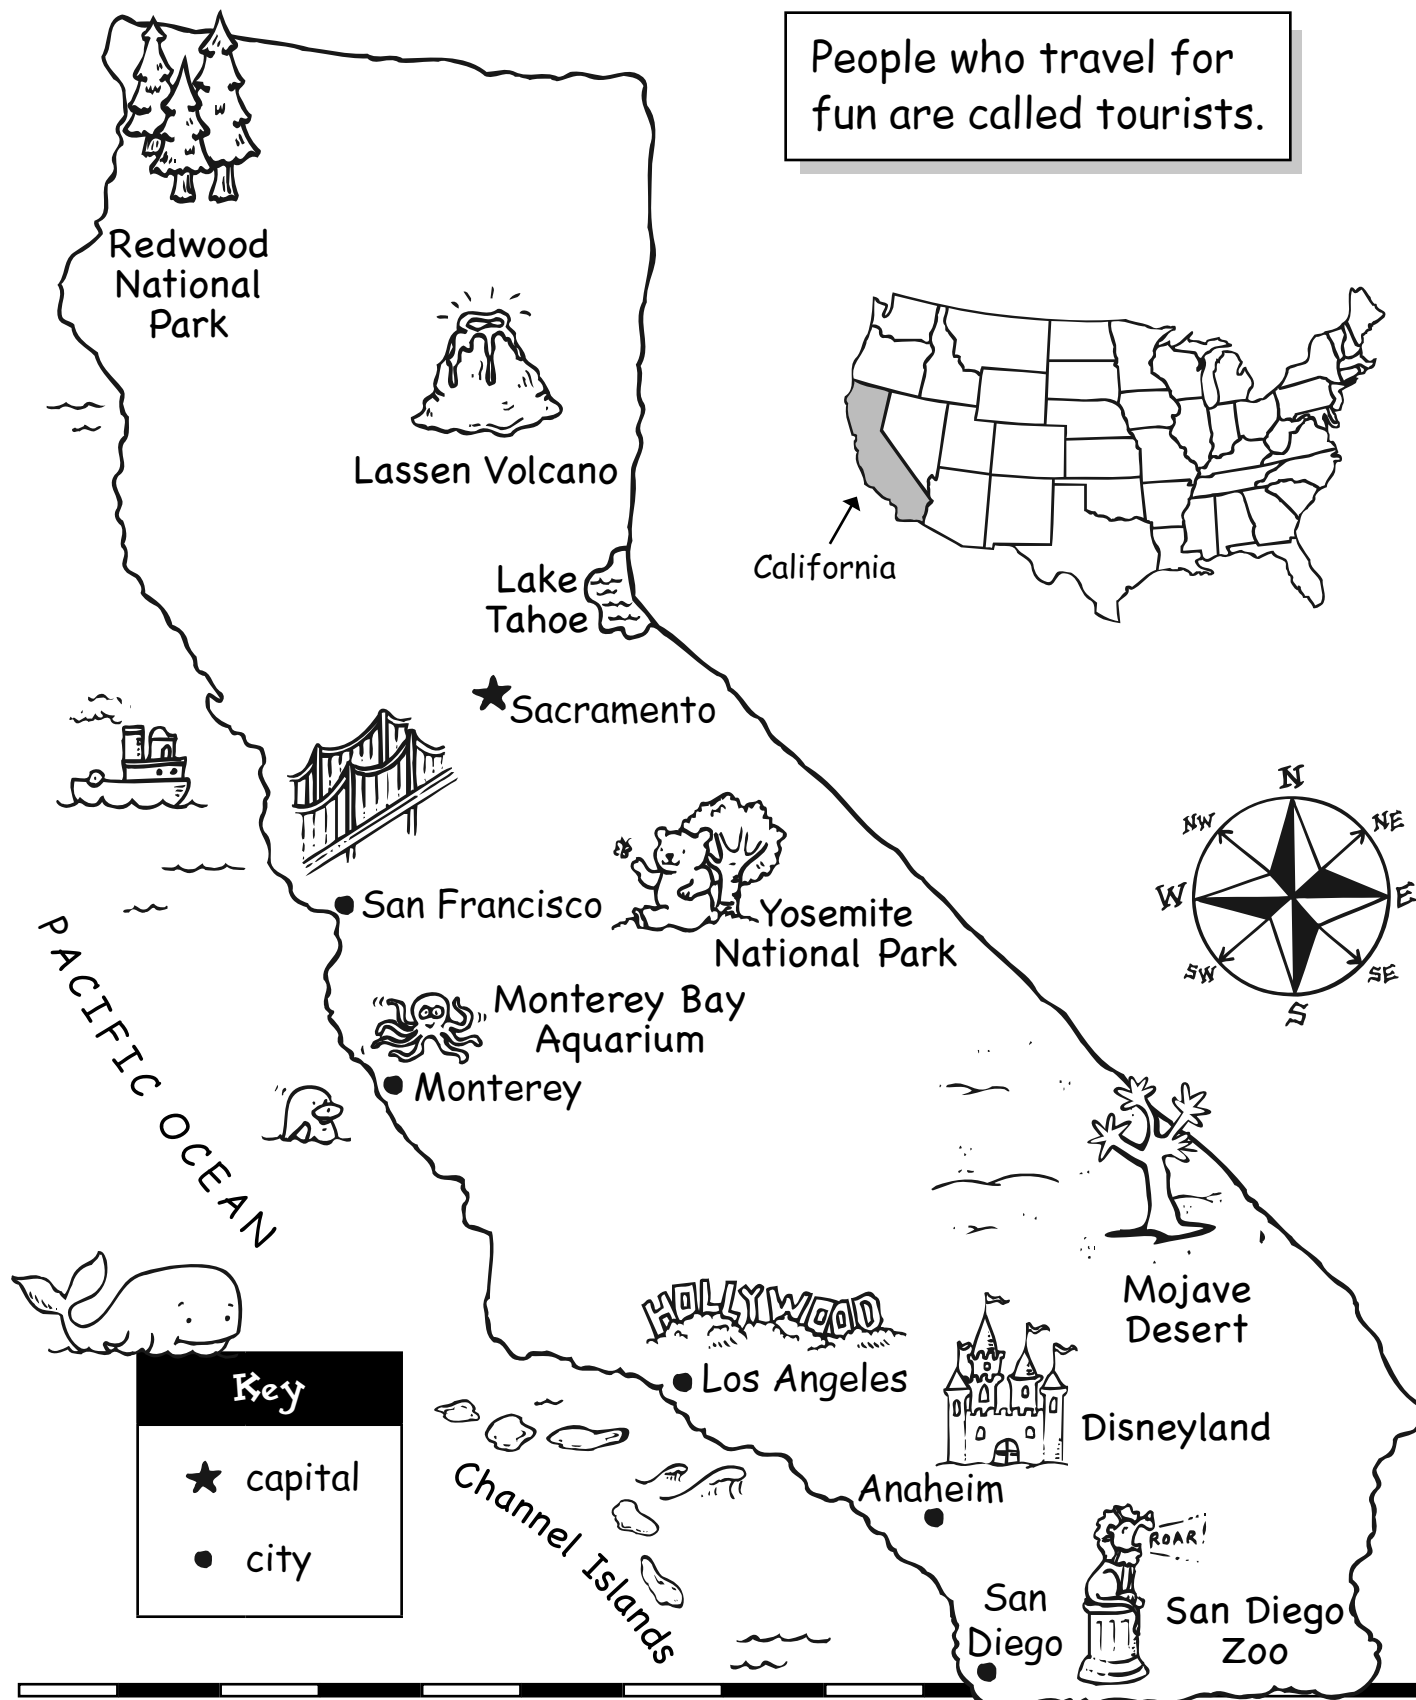 People who travel for
fun are called tourists.
Redwood
National
Park
Lassen Volcano
California
Lake
Tahoe
Sacramento
N
NW
NE
W
E
SW
SE
S
San Francisco
Yosemite
National Park
PACIFIC OCEAN
Monterey Bay
Aquarium
Monterey
Mojave
Desert
HOLLYWOOD
Los Angeles
Disneyland
Key
capital
city
Channel Islands
Anaheim
ROAR!
San
Diego
San Diego
Zoo